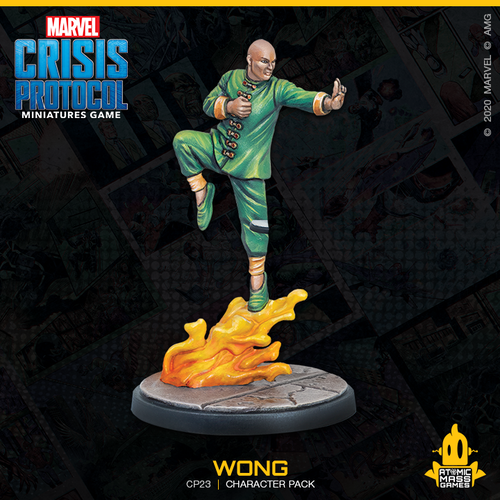 MARVEL
CRISIS
PROTOCOL
MINIATURES GAME
© 2020 MARVEL © AMG
WONG
CP23 | CHARACTER PACK
ATOMIC
MASS
GAMES